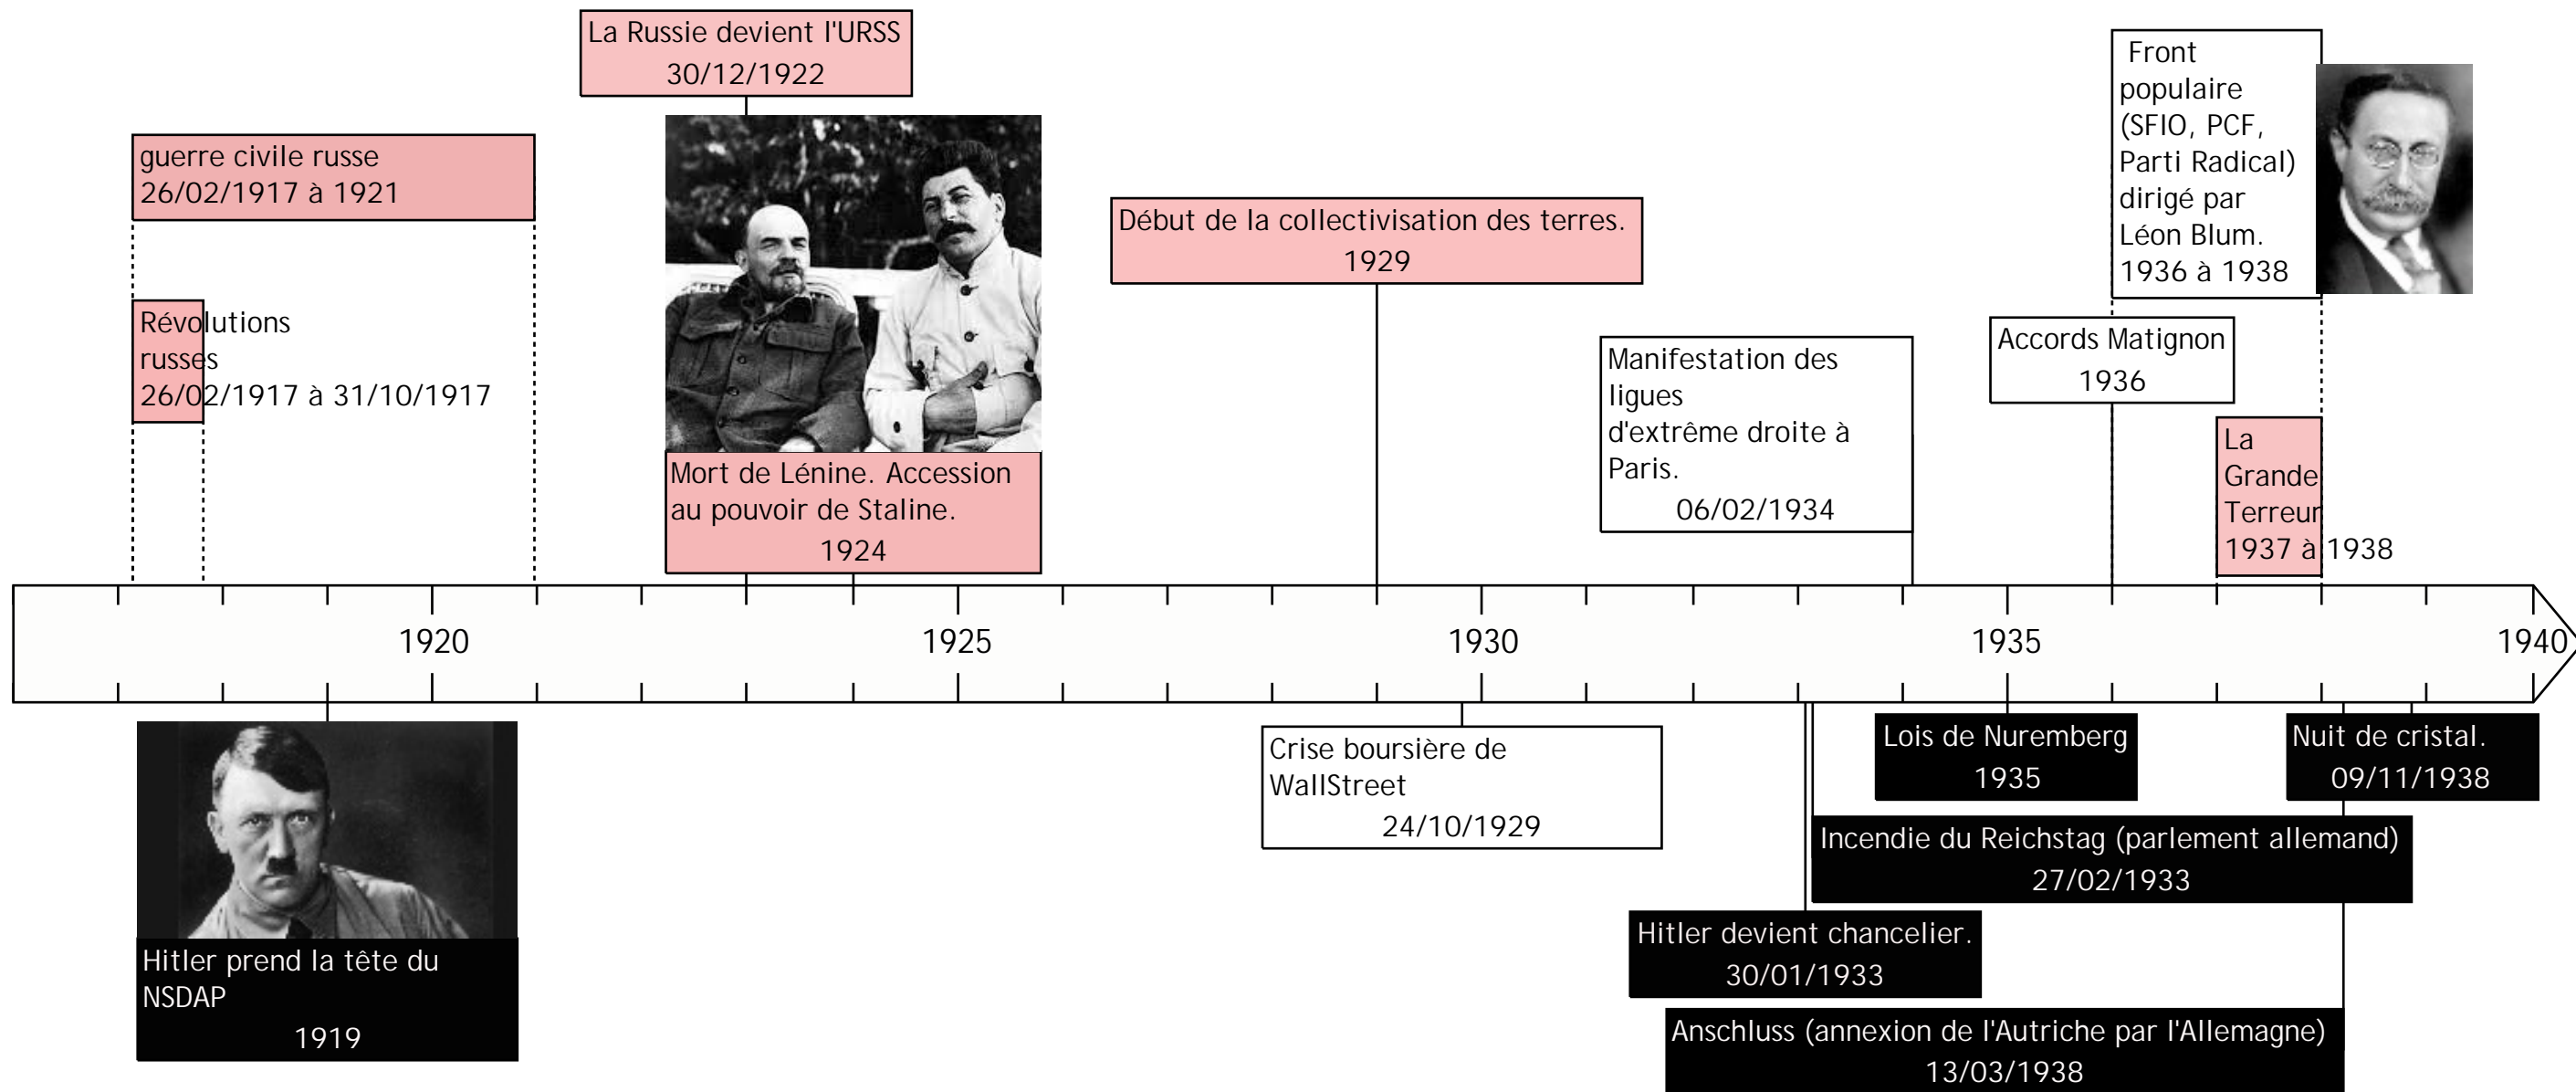 La Russie devient l'URSS
30/12/1922
guerre civile russe
26/02/1917 à 1921
Révolutions
russes
26/02/1917 à 31/10/1917
Mort de Lénine. Accession
au pouvoir de Staline.
1924
Début de la collectivisation des terres.
1929
Manifestation des
ligues
d'extrême droite à
Paris.
06/02/1934
Front
populaire
(SFIO, PCF,
Parti Radical)
dirigé par
Léon Blum.
1936 à 1938
Accords Matignon
1936
La
Grande
Terreur
1937 à 1938
1920
1925
1930
1935
1940
Hitler prend la tête du
NSDAP
1919
Crise boursière de
WallStreet
24/10/1929
Lois de Nuremberg
1935
Nuit de cristal.
09/11/1938
Incendie du Reichstag (parlement allemand)
27/02/1933
Hitler devient chancelier.
30/01/1933
Anschluss (annexion de l'Autriche par l'Allemagne)
13/03/1938